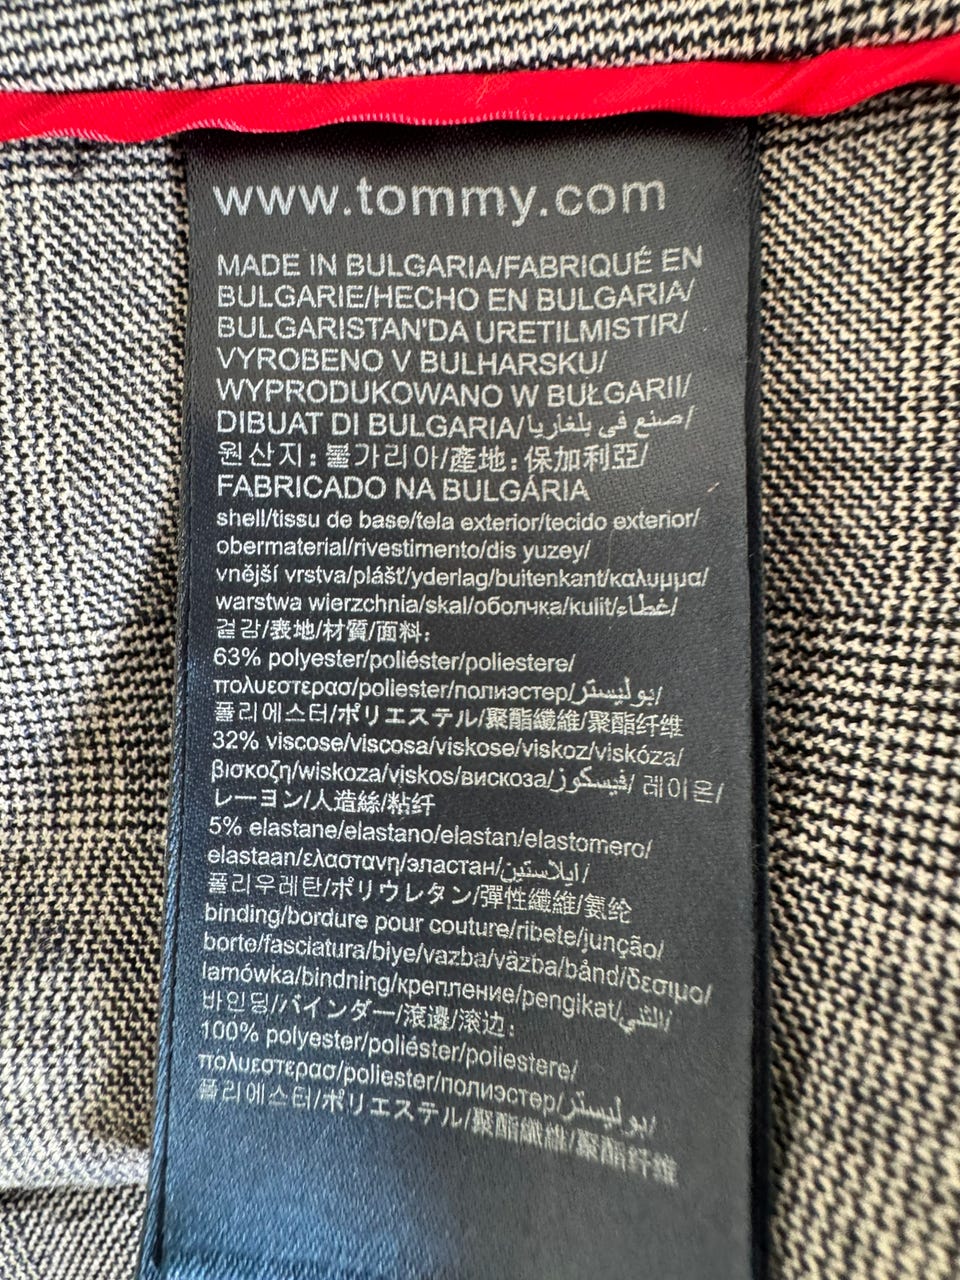 www.tommy.com
MADE IN BULGARIA/FABRIQUÉ EN
BULGARIE/HECHO EN BULGARIA/
BULGARISTAN'DA URETILMISTIR/
VYROBENO V BULHARSKU/
WYPRODUKOWANO W BUŁGARII/
DIBUAT DI BULGARIA/صنع في بلغاريا/
원산지: 불가리아/產地: 保加利亞/
FABRICADO NA BULGÁRIA
shell/tissu de base/tela exterior/tecido exterior/
obermaterial/rivestimento/dis yuzey/
vnější vrstva/plášť/yderlag/buitenkant/καλυμμα/
warstwa wierzchnia/skal/оболчка/kulit/غطاء/
겉감/表地/材質/面料:
63% polyester/poliéster/poliestere/
πολυεστερασ/poliester/полиэстер/بوليستر/
폴리에스터/ポリエステル/聚酯纖維/聚酯纤维
32% viscose/viscosa/viskose/viskoz/viskóza/
βισκοζη/wiskoza/viskos/вискоза/فيسكوز/ 레이온/
レーヨン/人造絲/粘纤
5% elastane/elastano/elastan/elastomero/
elastaan/ελαστανη/эластан/ايلاستين/
폴리우레탄/ポリウレタン/彈性纖維/氨纶
binding/bordure pour couture/ribete/junção/
borte/fasciatura/biye/vazba/väzba/bånd/δεσιμο/
lamówka/bindning/крепление/pengikat/الثني/
바인딩/バインダー/滾邊/滚边:
100% polyester/poliéster/poliestere/
πολυεστερασ/poliester/полиэстер/بوليستر/
폴리에스터/ポリエステル/聚酯纖維/聚酯纤维